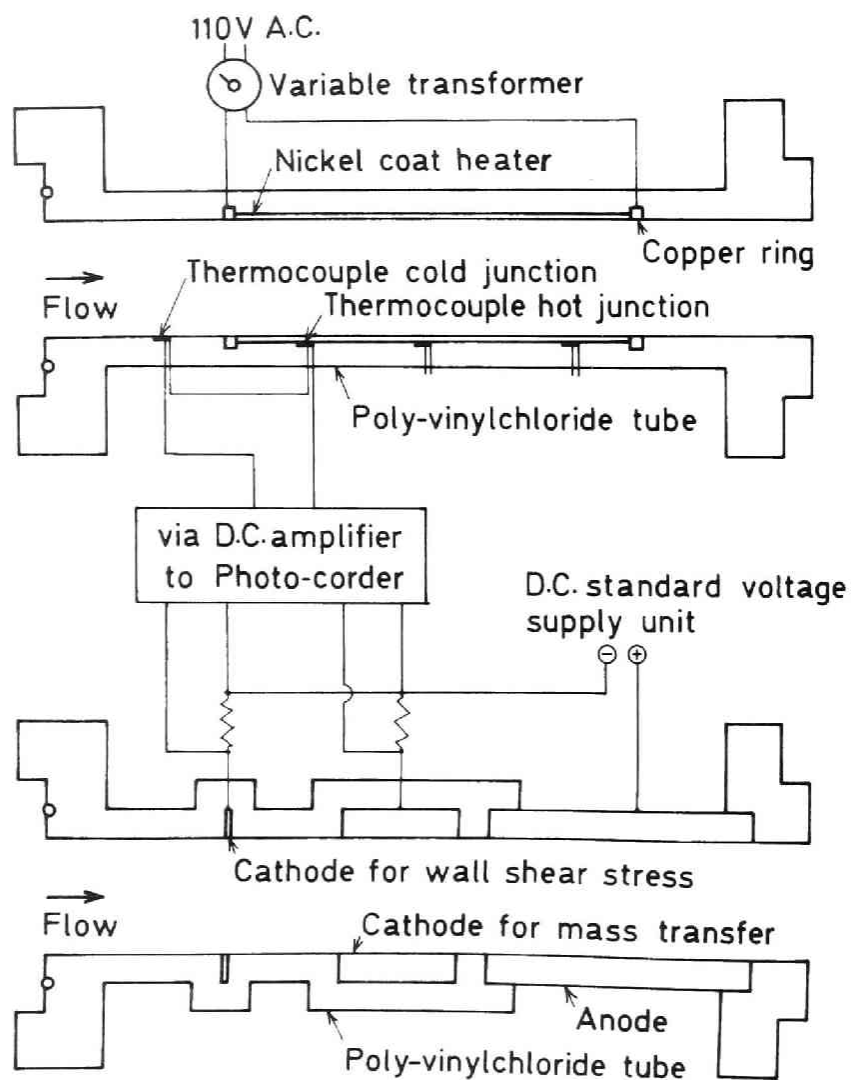 110V A.C.
Variable transformer
Nickel coat heater
Copper ring
Thermocouple cold junction
Flow
Thermocouple hot junction
Poly-vinylchloride tube
via D.C. amplifier
to Photo-corder
D.C. standard voltage
supply unit
⊖ ⊕
Cathode for wall shear stress
Flow
Cathode for mass transfer
Anode
Poly-vinylchloride tube